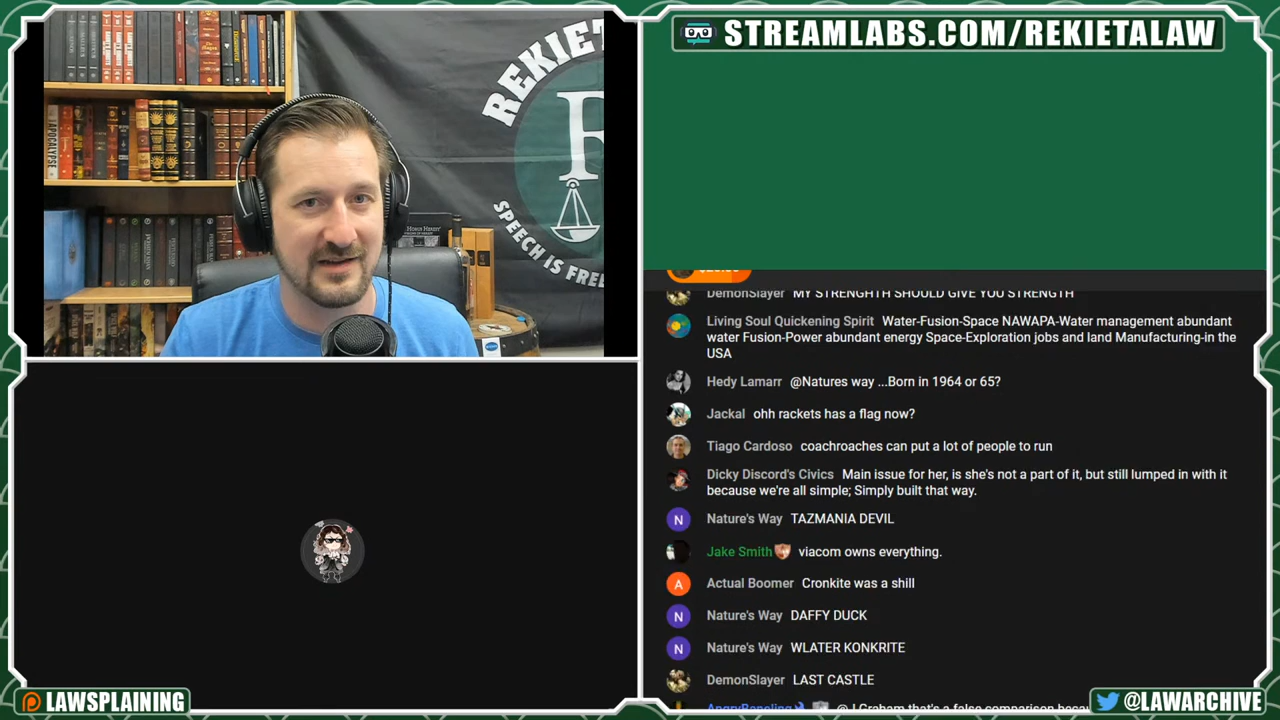 STREAMLABS.COM/REKIETALAW
REKIET
SPEECH IS FREE
APOCALYPSE
DemonSlayer MY STRENGHTH SHOULD GIVE YOU STRENGTH
Living Soul Quickening Spirit Water-Fusion-Space NAWAPA-Water management abundant
water Fusion-Power abundant energy Space-Exploration jobs and land Manufacturing-in the
USA
Hedy Lamarr @Natures way ...Born in 1964 or 65?
Jackal ohh rackets has a flag now?
Tiago Cardoso coachroaches can put a lot of people to run
Dicky Discord's Civics Main issue for her, is she's not a part of it, but still lumped in with it
because we're all simple; Simply built that way.
N Nature's Way TAZMANIA DEVIL
Jake Smith viacom owns everything.
A Actual Boomer Cronkite was a shill
N Nature's Way DAFFY DUCK
N Nature's Way WLATER KONKRITE
DemonSlayer LAST CASTLE
@J Graham that's a false comparison
LAWSPLAINING
@LAWARCHIVE